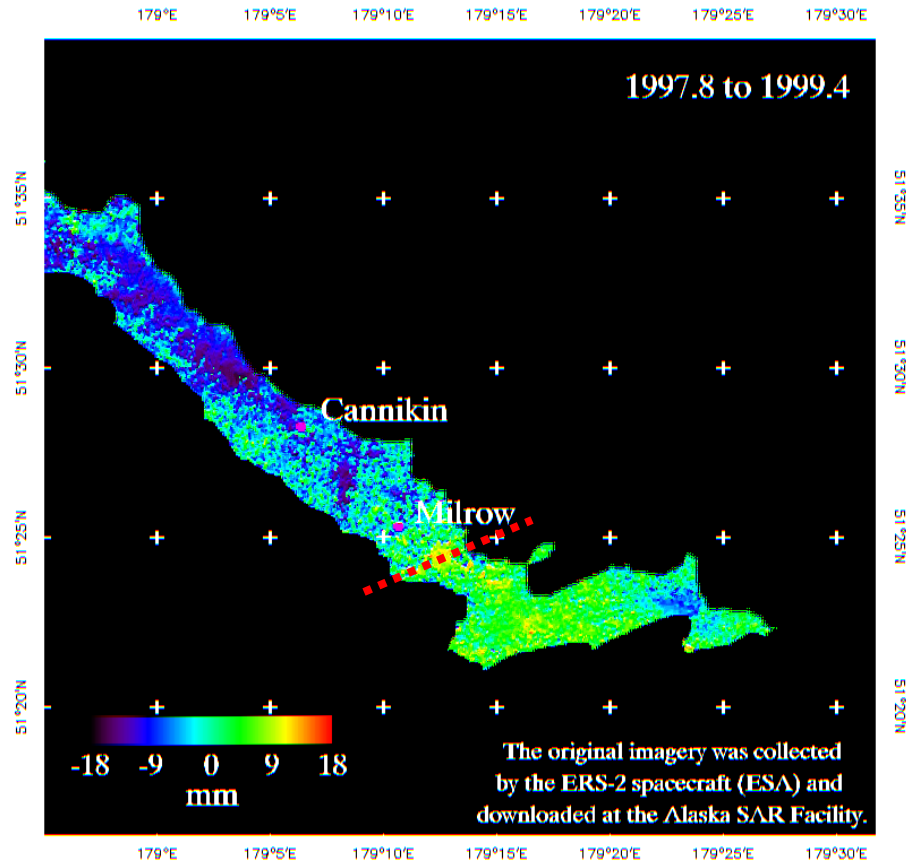 179°E 179°5'E 179°10'E 179°15'E 179°20'E 179°25'E 179°30'E
1997.8 to 1999.4
51°35'N 51°35'N
51°30'N 51°30'N
Cannikin
Milrow
51°25'N 51°25'N
51°20'N 51°20'N
-18 -9 0 9 18
mm
The original imagery was collected
by the ERS-2 spacecraft (ESA) and
downloaded at the Alaska SAR Facility.
179°E 179°5'E 179°10'E 179°15'E 179°20'E 179°25'E 179°30'E